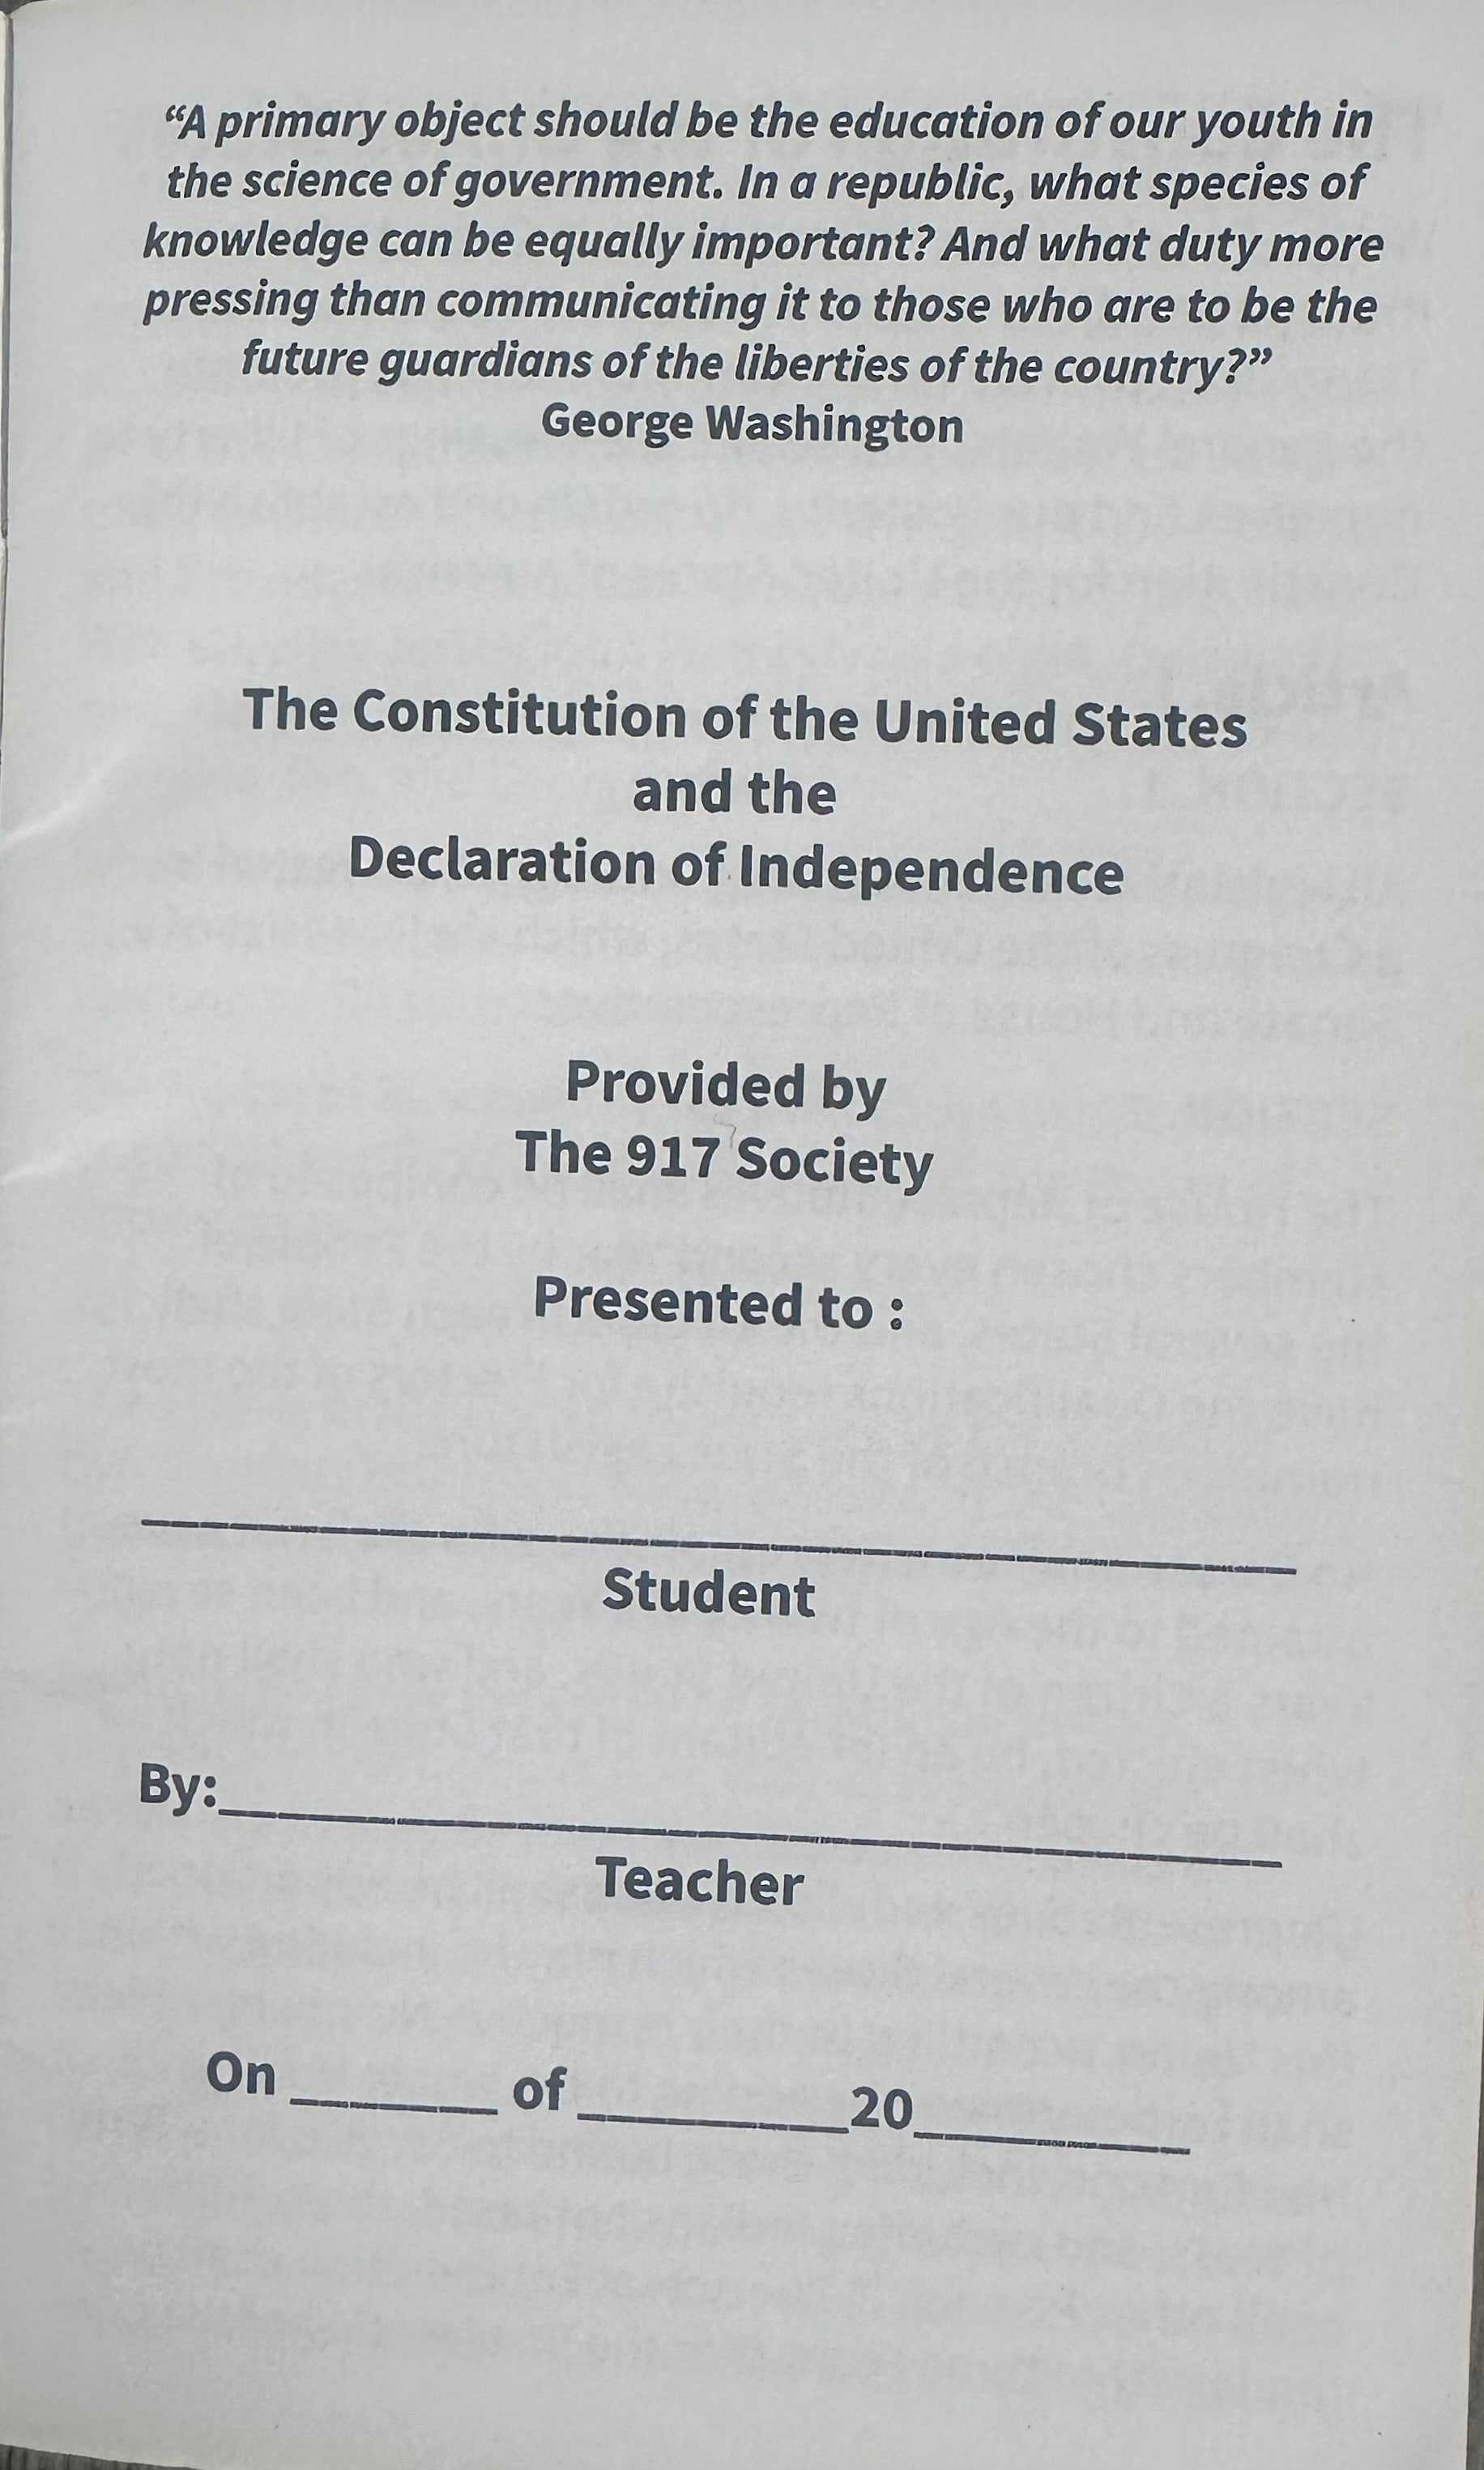 “A primary object should be the education of our youth in
the science of government. In a republic, what species of
knowledge can be equally important? And what duty more
pressing than communicating it to those who are to be the
future guardians of the liberties of the country?”
George Washington
The Constitution of the United States
and the
Declaration of Independence
Provided by
The 917 Society
Presented to :
Student
By:
Teacher
On _______ of _________20_________